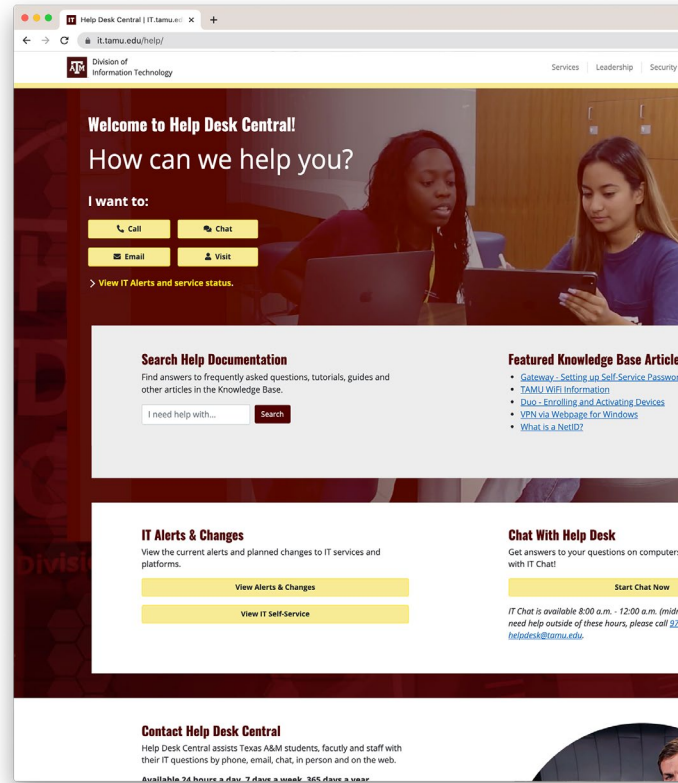 Help Desk Central | IT.tamu.ed
it.tamu.edu/help/
Division of
Information Technology
Services
Leadership
Security
Welcome to Help Desk Central!
How can we help you?
I want to:
Call
Chat
Email
Visit
View IT Alerts and service status.
Search Help Documentation
Find answers to frequently asked questions, tutorials, guides and
other articles in the Knowledge Base.
I need help with...
Search
Featured Knowledge Base Article
Gateway - Setting up Self-Service Passwor
TAMU WiFi Information
Duo - Enrolling and Activating Devices
VPN via Webpage for Windows
What is a NetID?
IT Alerts & Changes
View the current alerts and planned changes to IT services and
platforms.
View Alerts & Changes
View IT Self-Service
Chat With Help Desk
Get answers to your questions on computers
with IT Chat!
Start Chat Now
IT Chat is available 8:00 a.m. - 12:00 a.m. (midn
need help outside of these hours, please call 97
helpdesk@tamu.edu.
Contact Help Desk Central
Help Desk Central assists Texas A&M students, facutly and staff with
their IT questions by phone, email, chat, in person and on the web.
Available 24 hours a day, 7 days a week, 365 days a year